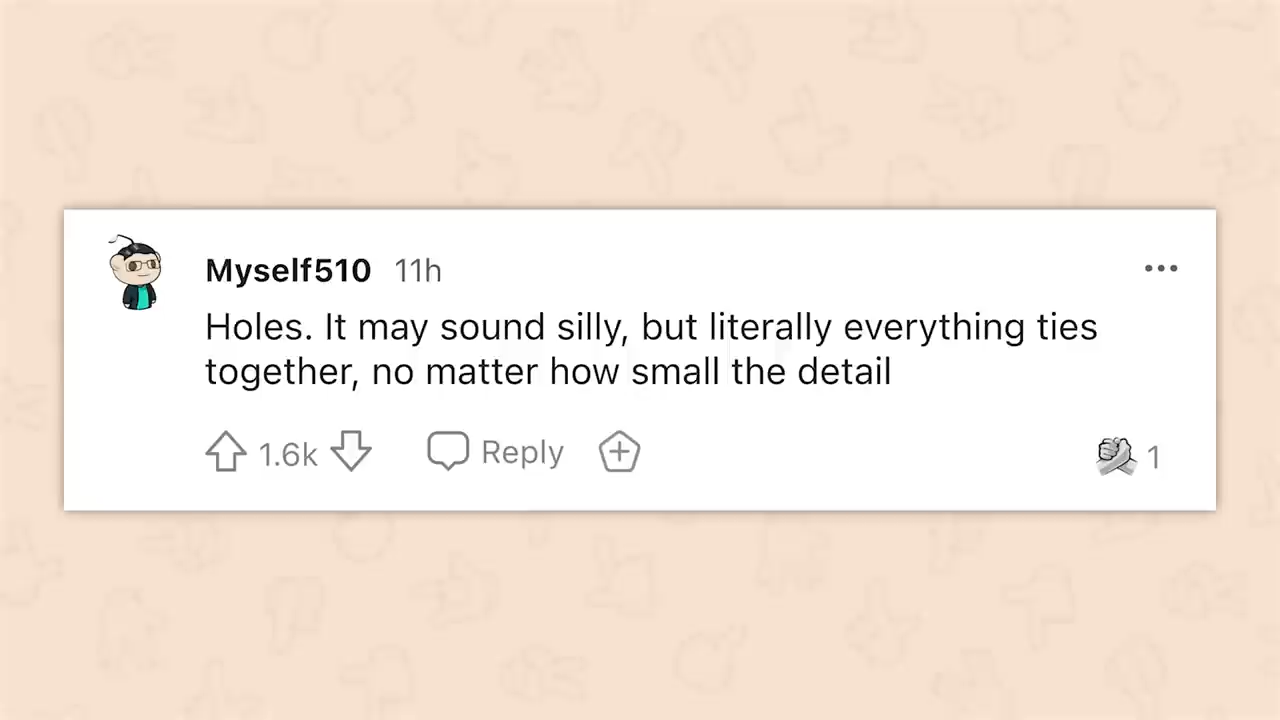 Myself510 11h
Holes. It may sound silly, but literally everything ties
together, no matter how small the detail
1.6k Reply 1